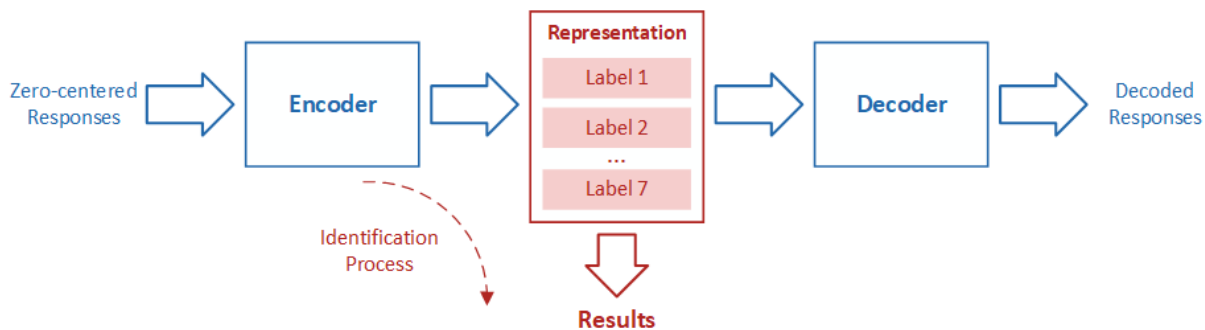 Zero-centered
Responses
Encoder
Representation
Label 1
Label 2
...
Label 7
Decoder
Decoded
Responses
Identification
Process
Results